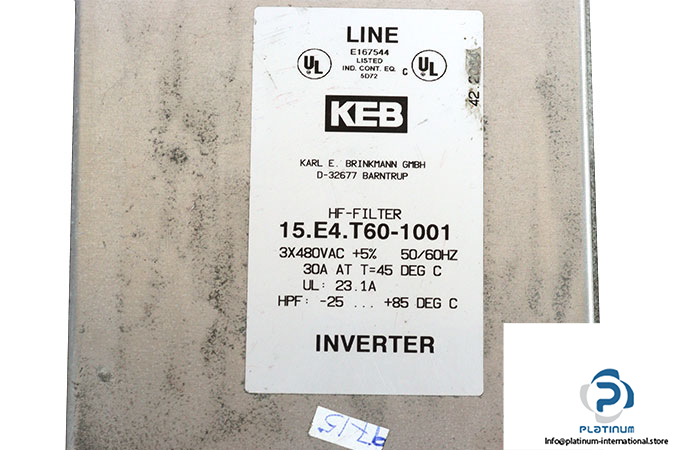 LINE
E167544
LISTED
IND. CONT. EQ.
5D72
UL
C UL
KEB
KARL E. BRINKMANN GMBH
D-32677 BARNTRUP
HF-FILTER
15.E4.T60-1001
3X480VAC +5% 50/60HZ
30A AT T=45 DEG C
UL: 23.1A
HPF: -25 ... +85 DEG C
INVERTER
97-15
PLATINUM
Info@platinum-international.store